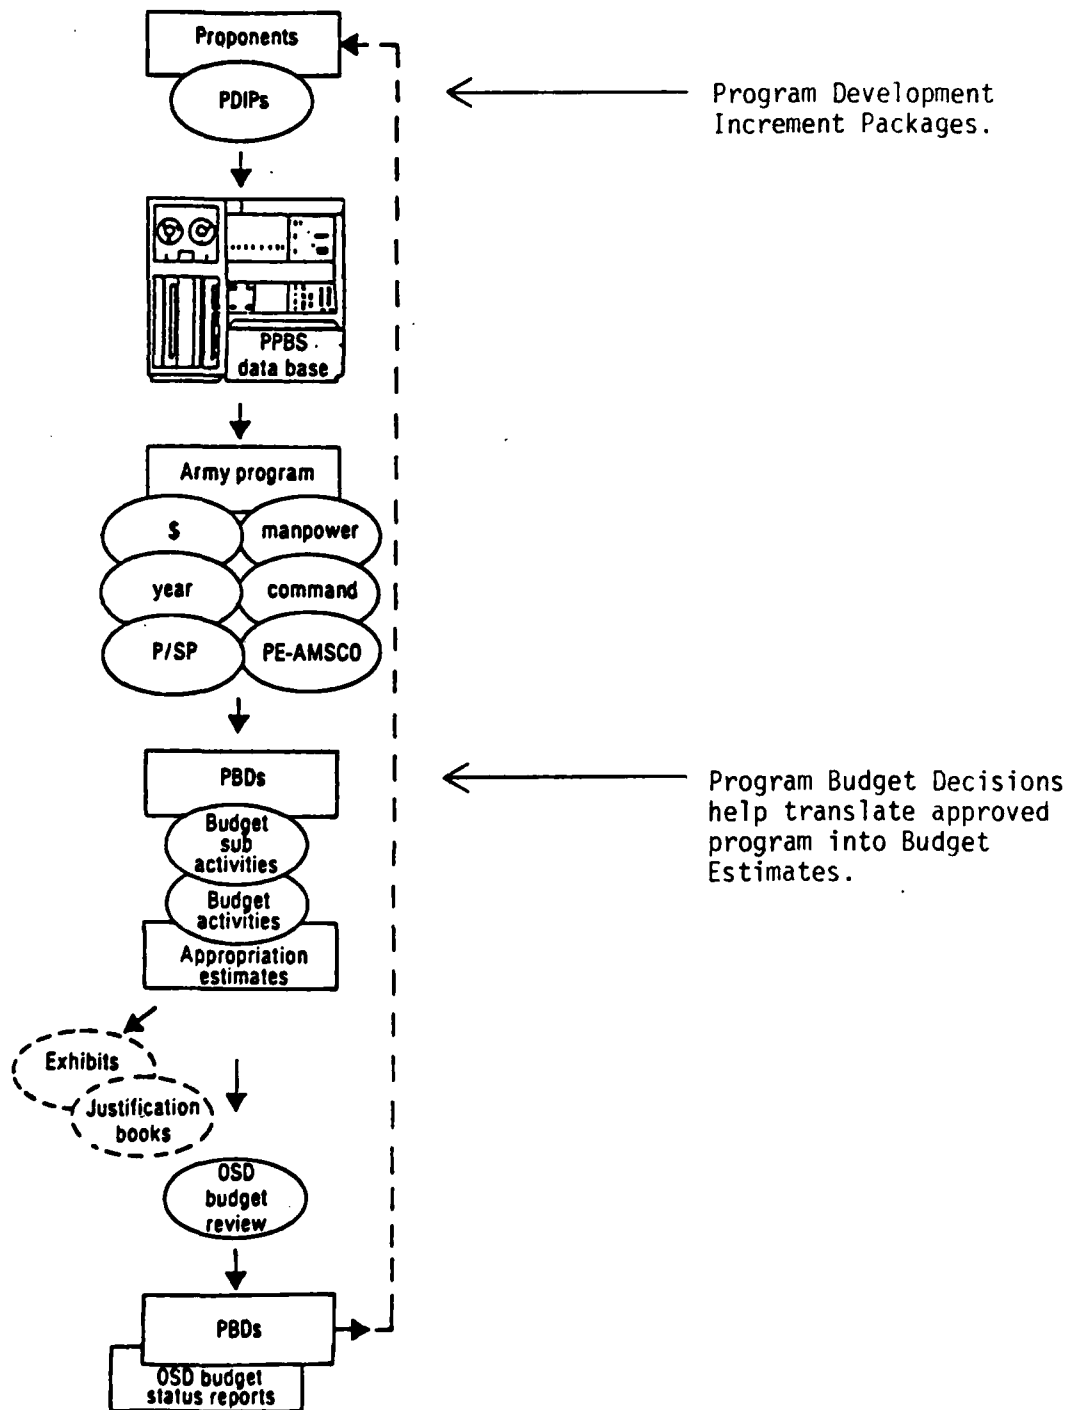 Proponents
PDIPs
Program Development
Increment Packages.
PPBS
data base
Army program
$
manpower
year
command
P/SP
PE-AMSCO
PBDs
Budget
sub
activities
Budget
activities
Appropriation
estimates
Program Budget Decisions
help translate approved
program into Budget
Estimates.
Exhibits
Justification
books
OSD
budget
review
PBDs
OSD budget
status reports